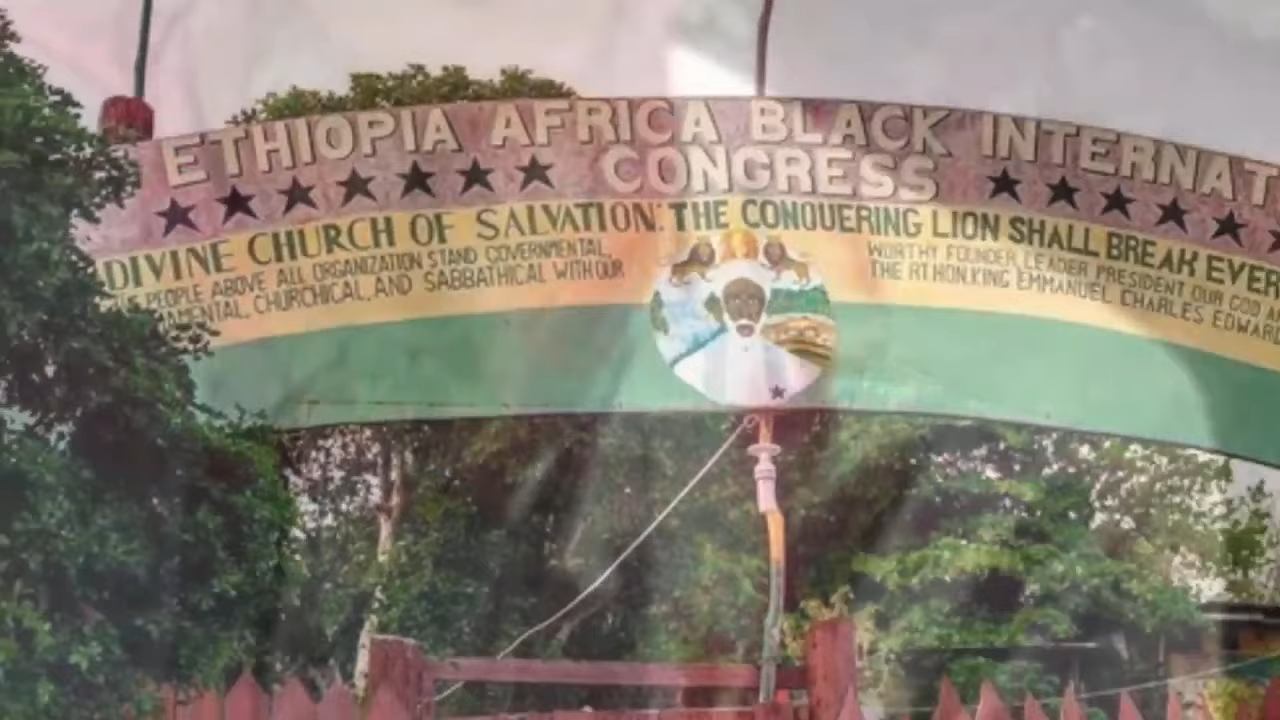 ETHIOPIA AFRICA BLACK INTERNAT
CONGRESS
DIVINE CHURCH OF SALVATION: THE CONQUERING LION SHALL BREAK EVER
PEOPLE ABOVE ALL ORGANIZATION STAND GOVERNMENTAL,
AMENTAL, CHURCHICAL, AND SABBATHICAL WITH OUR
WORTHY FOUNDER LEADER PRESIDENT OUR GOD
THE RT HON KING EMMANUEL CHARLES EDWARD